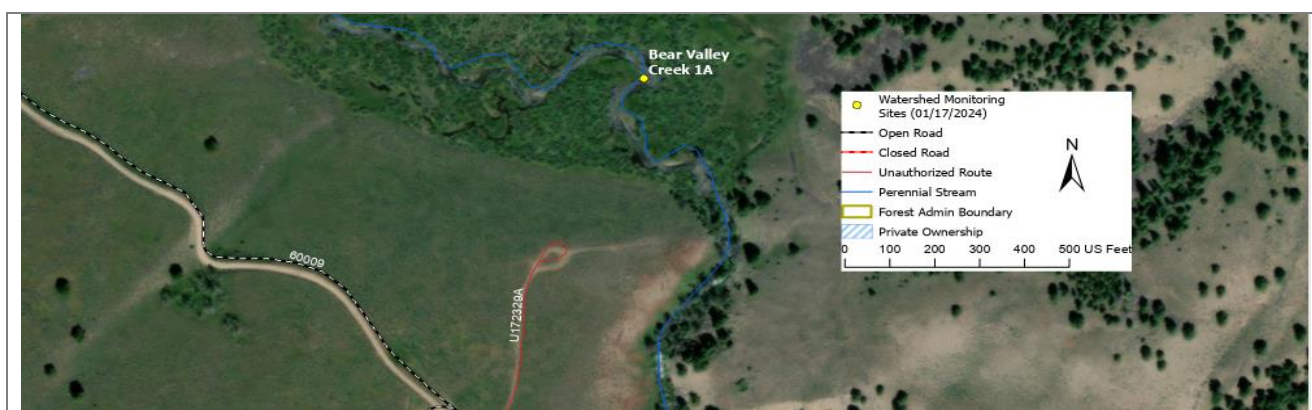 Bear Valley
Creek 1A
Watershed Monitoring
Sites (01/17/2024)
Open Road
Closed Road
Unauthorized Route
Perennial Stream
Forest Admin Boundary
Private Ownership
N
0 100 200 300 400 500 US Feet
60009
U172329A